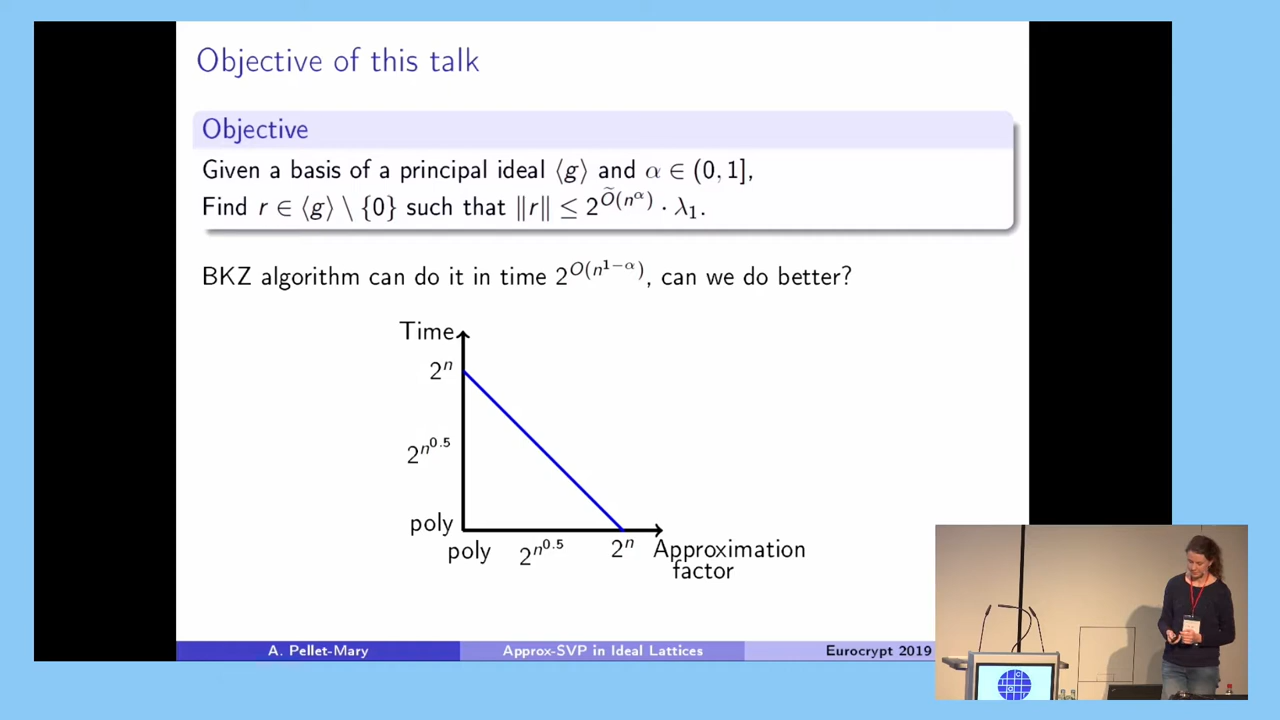 Objective of this talk
Objective
Given a basis of a principal ideal ⟨g⟩ and α ∈ (0, 1],
Find r ∈ ⟨g⟩ \ {0} such that ‖r‖ ≤ 2^{Õ(n^α)} · λ₁.
BKZ algorithm can do it in time 2^{O(n^{1−α})}, can we do better?
Time
2^n
2^{n^{0.5}}
poly
poly 2^{n^{0.5}} 2^n Approximation
factor
A. Pellet-Mary Approx-SVP in Ideal Lattices Eurocrypt 2019